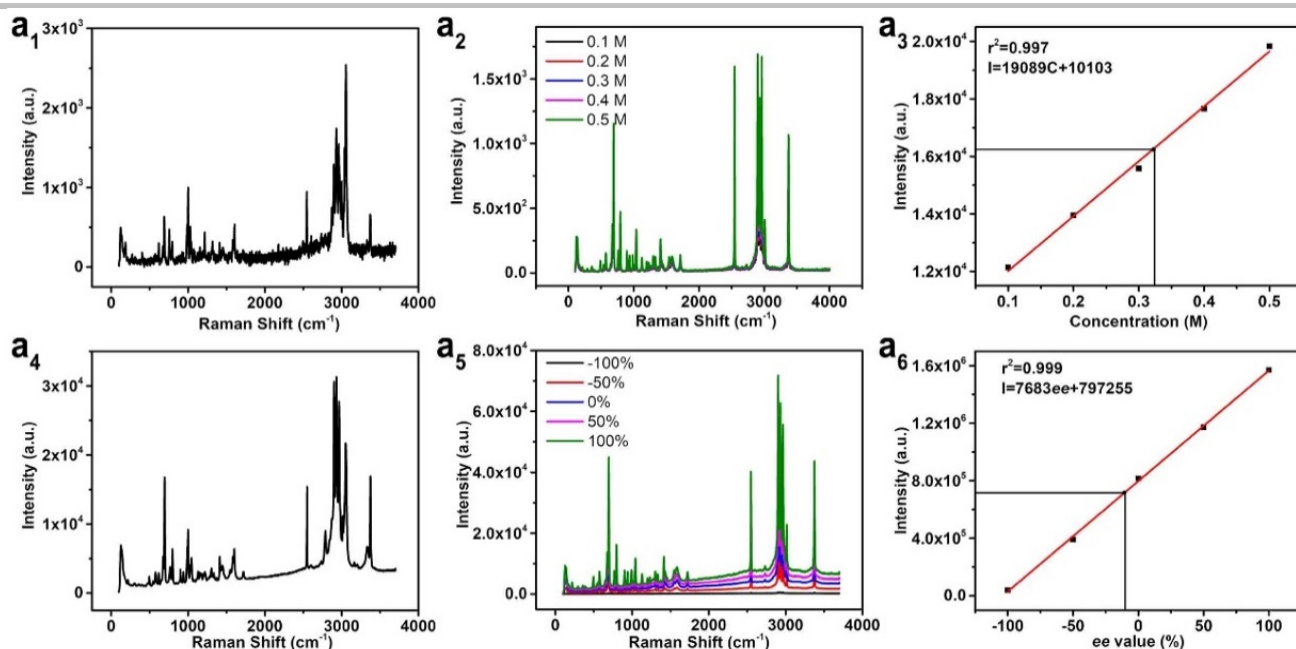 a1
3x10³
2x10³
1x10³
0
0 1000 2000 3000 4000
Intensity (a.u.)
Raman Shift (cm⁻¹)
a2
0.1 M
0.2 M
0.3 M
0.4 M
0.5 M
1.5x10³
1.0x10³
5.0x10²
0.0
0 1000 2000 3000 4000
Intensity (a.u.)
Raman Shift (cm⁻¹)
a3
r²=0.997
I=19089C+10103
2.0x10⁴
1.8x10⁴
1.6x10⁴
1.4x10⁴
1.2x10⁴
0.1 0.2 0.3 0.4 0.5
Intensity (a.u.)
Concentration (M)
a4
4x10⁴
3x10⁴
2x10⁴
1x10⁴
0
0 1000 2000 3000 4000
Intensity (a.u.)
Raman Shift (cm⁻¹)
a5
-100%
-50%
0%
50%
100%
8.0x10⁴
6.0x10⁴
4.0x10⁴
2.0x10⁴
0.0
0 1000 2000 3000 4000
Intensity (a.u.)
Raman Shift (cm⁻¹)
a6
r²=0.999
I=7683ee+797255
1.6x10⁶
1.2x10⁶
8.0x10⁵
4.0x10⁵
0.0
-100 -50 0 50 100
Intensity (a.u.)
ee value (%)